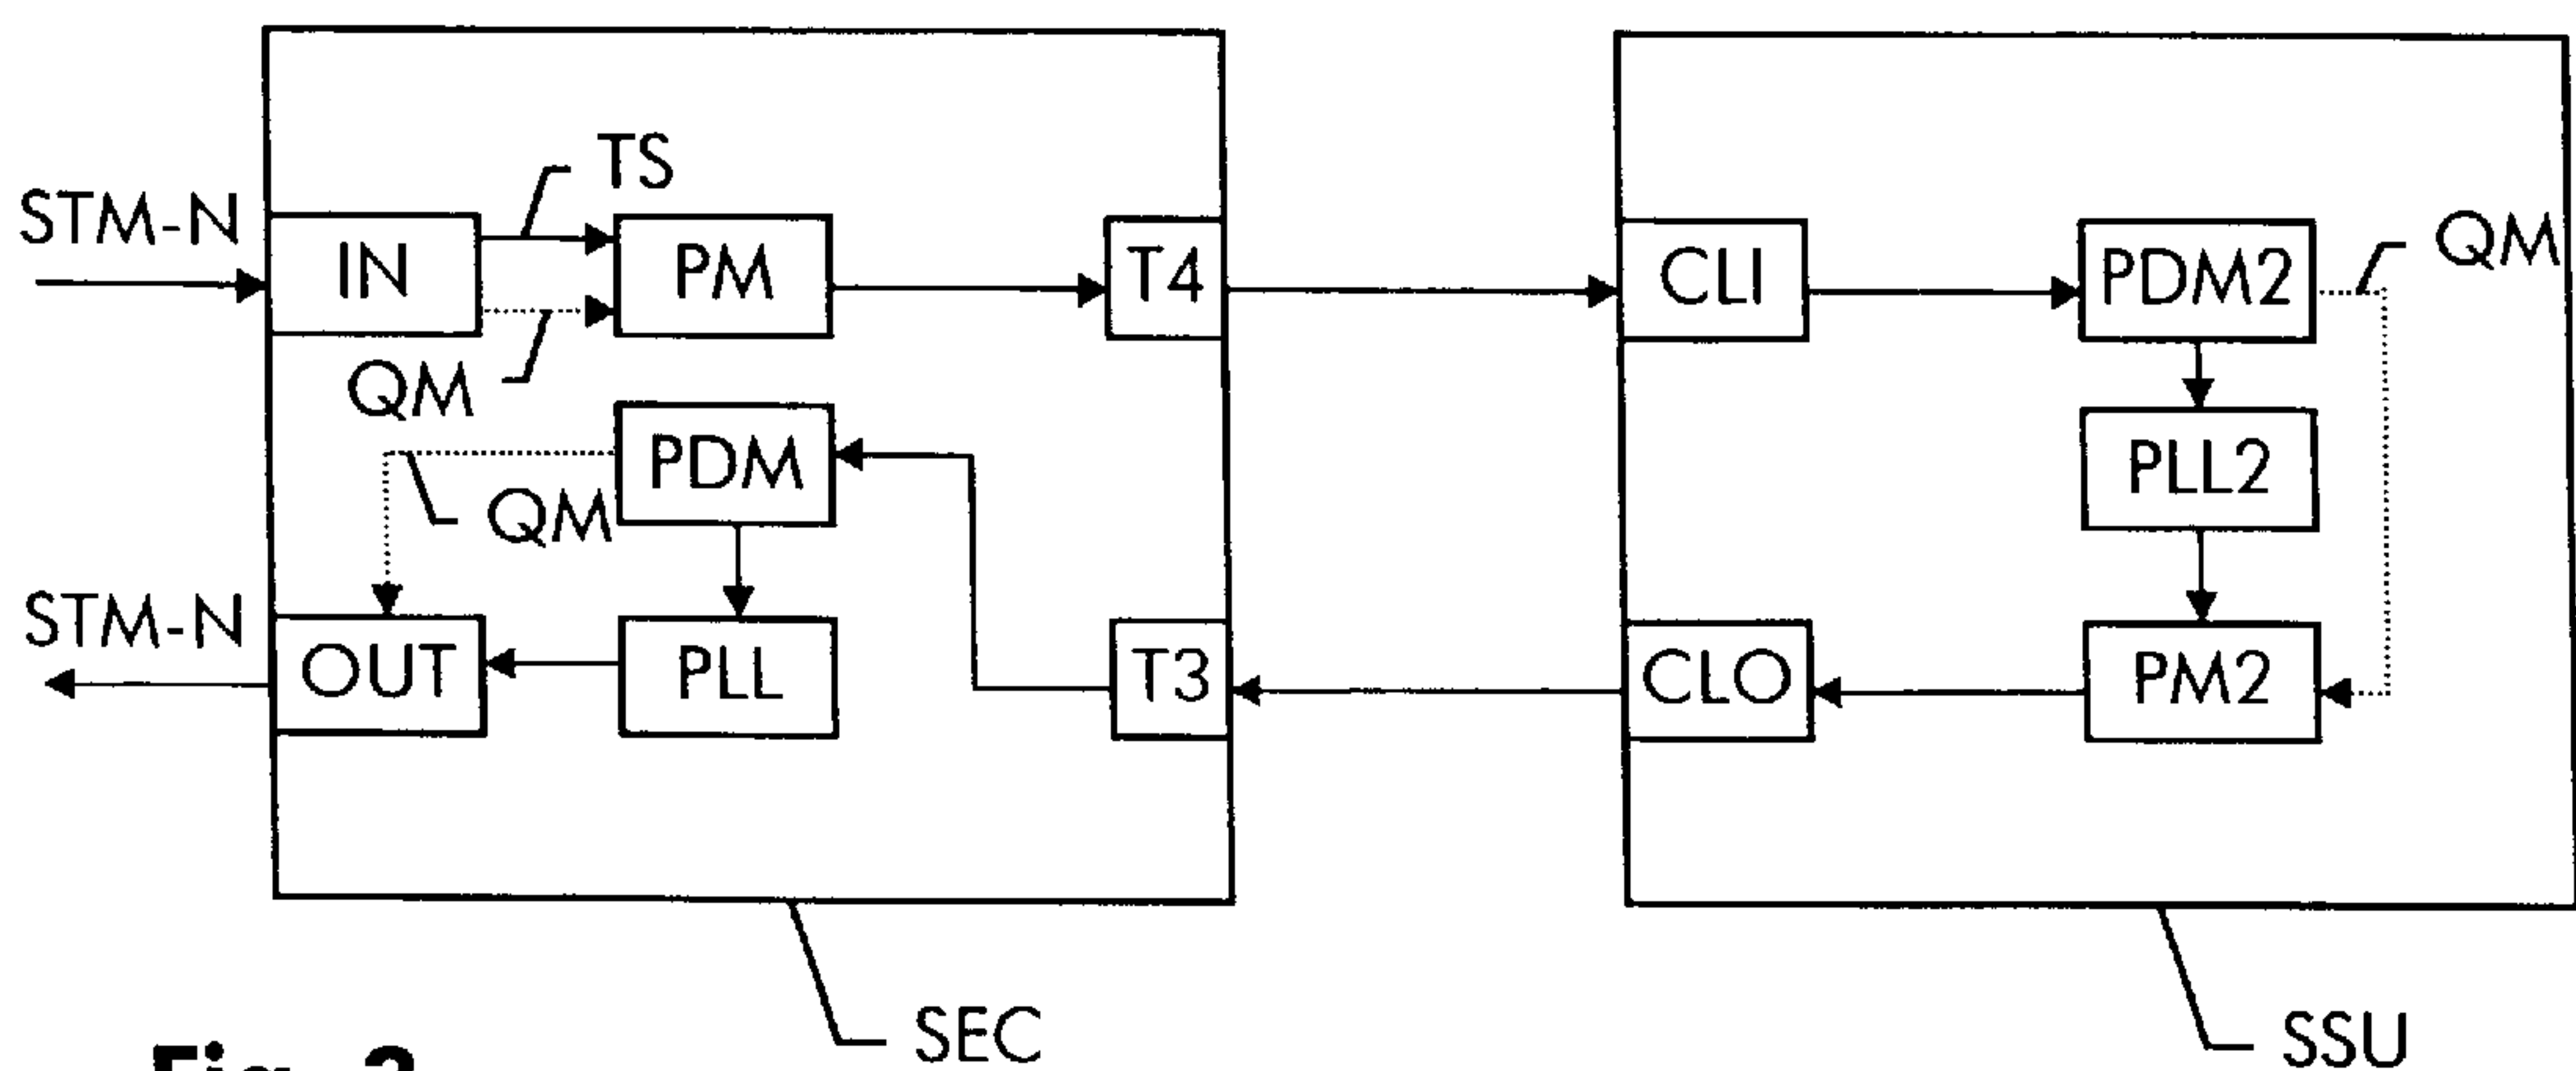 TS
STM-N
IN
PM
T4
CLI
PDM2
QM
QM
PDM
PLL2
QM
STM-N
OUT
PLL
T3
CLO
PM2
SEC
SSU